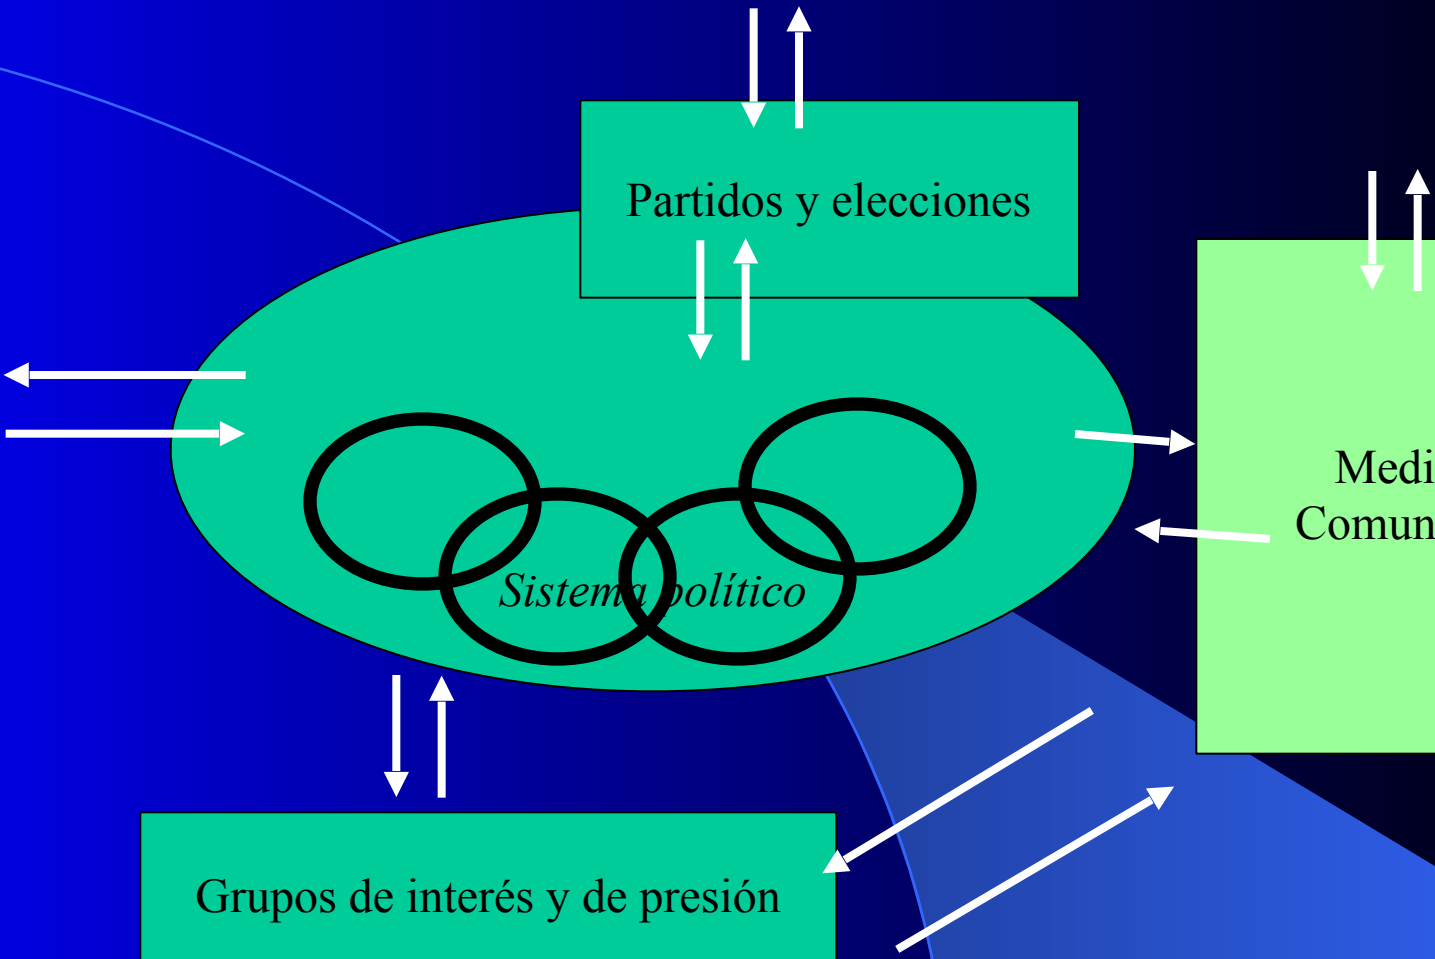 Partidos y elecciones
Medi
Comun
Sistema político
Grupos de interés y de presión